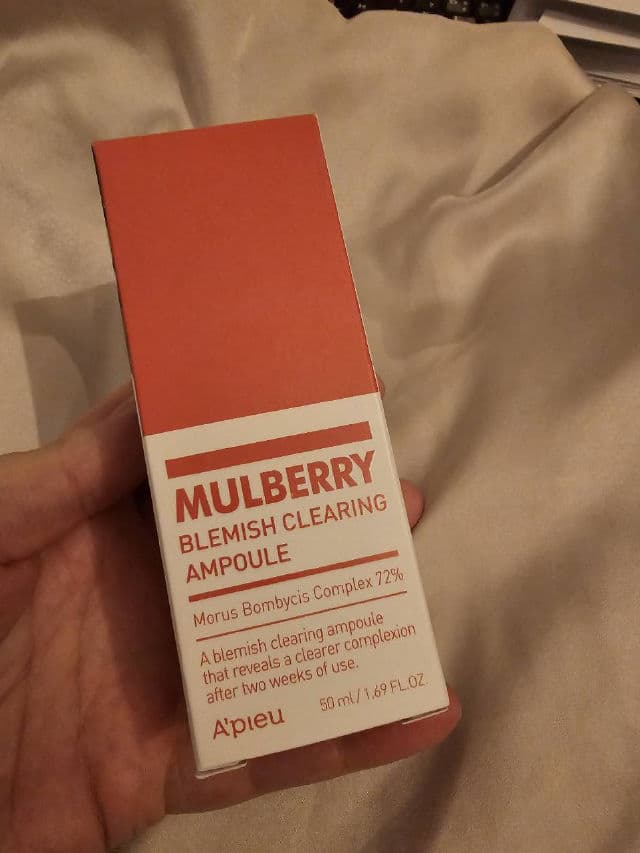 MULBERRY
BLEMISH CLEARING
AMPOULE
Morus Bombycis Complex 72%
A blemish clearing ampoule
that reveals a clearer complexion
after two weeks of use.
A'pieu 50 ml / 1.69 FL.OZ